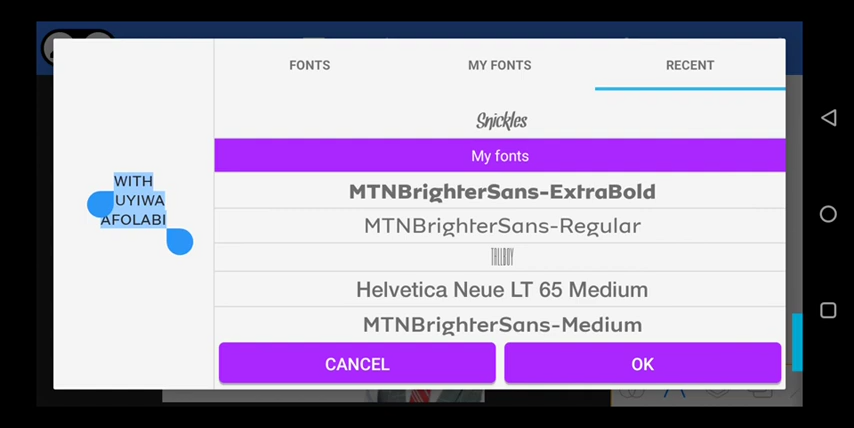 FONTS MY FONTS RECENT
Snickles
My fonts
MTNBrighterSans-ExtraBold
MTNBrighterSans-Regular
TALLBOY
Helvetica Neue LT 65 Medium
MTNBrighterSans-Medium
CANCEL OK
WITH
UYIWA
AFOLABI